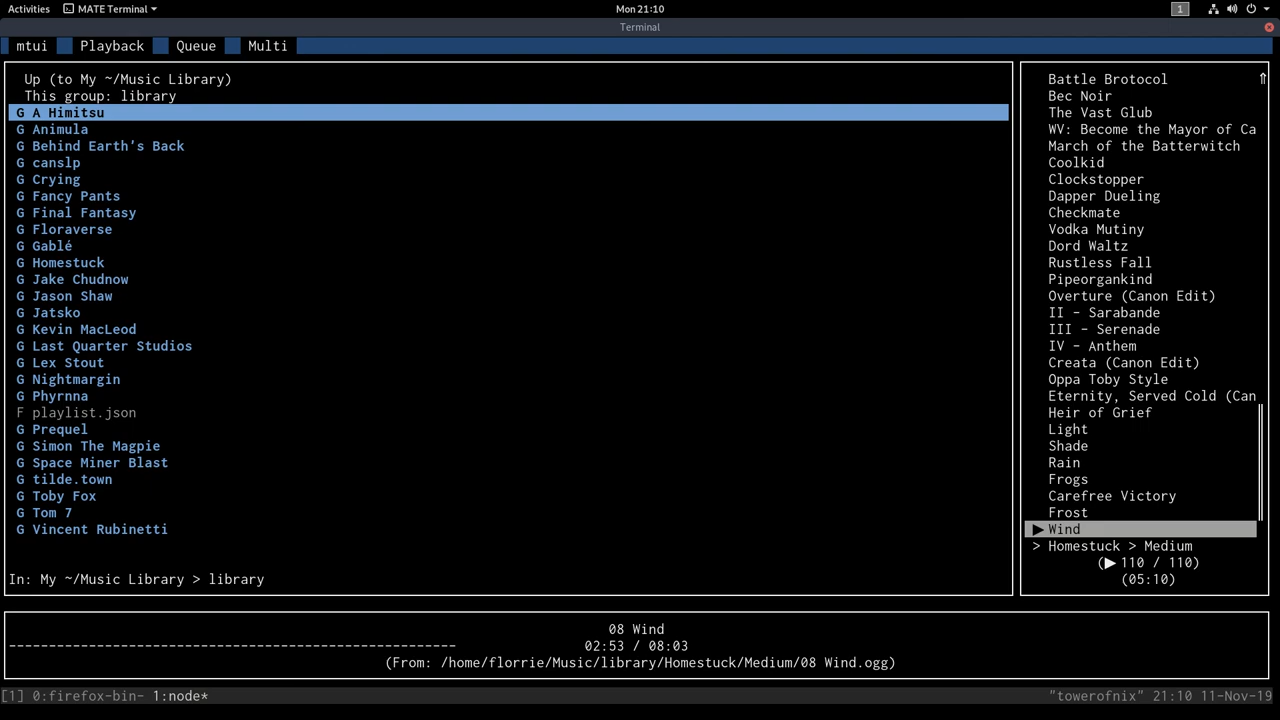 Activities MATE Terminal Mon 21:10 1
Terminal
mtui Playback Queue Multi
Up (to My ~/Music Library)
This group: library
G A Himitsu
G Animula
G Behind Earth's Back
G canslp
G Crying
G Fancy Pants
G Final Fantasy
G Floraverse
G Gablé
G Homestuck
G Jake Chudnow
G Jason Shaw
G Jatsko
G Kevin MacLeod
G Last Quarter Studios
G Lex Stout
G Nightmargin
G Phyrnna
F playlist.json
G Prequel
G Simon The Magpie
G Space Miner Blast
G tilde.town
G Toby Fox
G Tom 7
G Vincent Rubinetti
In: My ~/Music Library > library
Battle Brotocol ⇑
Bec Noir
The Vast Glub
WV: Become the Mayor of Ca
March of the Batterwitch
Coolkid
Clockstopper
Dapper Dueling
Checkmate
Vodka Mutiny
Dord Waltz
Rustless Fall
Pipeorgankind
Overture (Canon Edit)
II - Sarabande
III - Serenade
IV - Anthem
Creata (Canon Edit)
Oppa Toby Style
Eternity, Served Cold (Can
Heir of Grief
Light
Shade
Rain
Frogs
Carefree Victory
Frost
▶ Wind
> Homestuck > Medium
(▶ 110 / 110)
(05:10)
08 Wind
--------------------------------------------------------
02:53 / 08:03
(From: /home/florrie/Music/library/Homestuck/Medium/08 Wind.ogg)
[1] 0:firefox-bin- 1:node* "towerofnix" 21:10 11-Nov-19